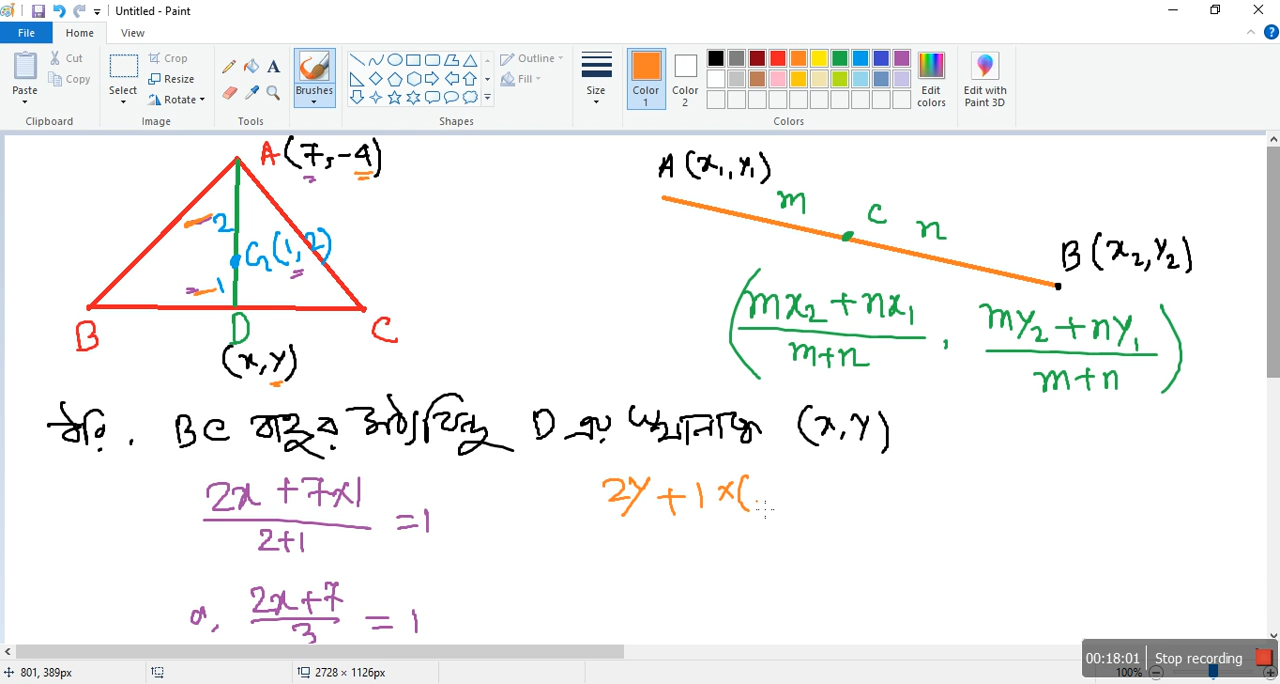 Untitled - Paint
File Home View
Paste Cut Copy
Select Crop Resize Rotate
A
Brushes
Outline Fill
Size
Color 1
Color 2
Edit colors
Edit with Paint 3D
Clipboard Image Tools Shapes Colors
A (7, -4)
2
G (1, 2)
1
B D C
(x, y)
A (x₁, y₁)
m C n
B (x₂, y₂)
(mx₂ + nx₁ / m+n , my₂ + ny₁ / m+n)
ধরি, BC বাহুর মধ্যবিন্দু D এর স্থানাঙ্ক (x, y)
2x + 7×1 / 2+1 = 1
2y + 1×(
বা, 2x+7 / 3 = 1
801, 389px
2728 × 1126px
00:18:01 Stop recording
100%